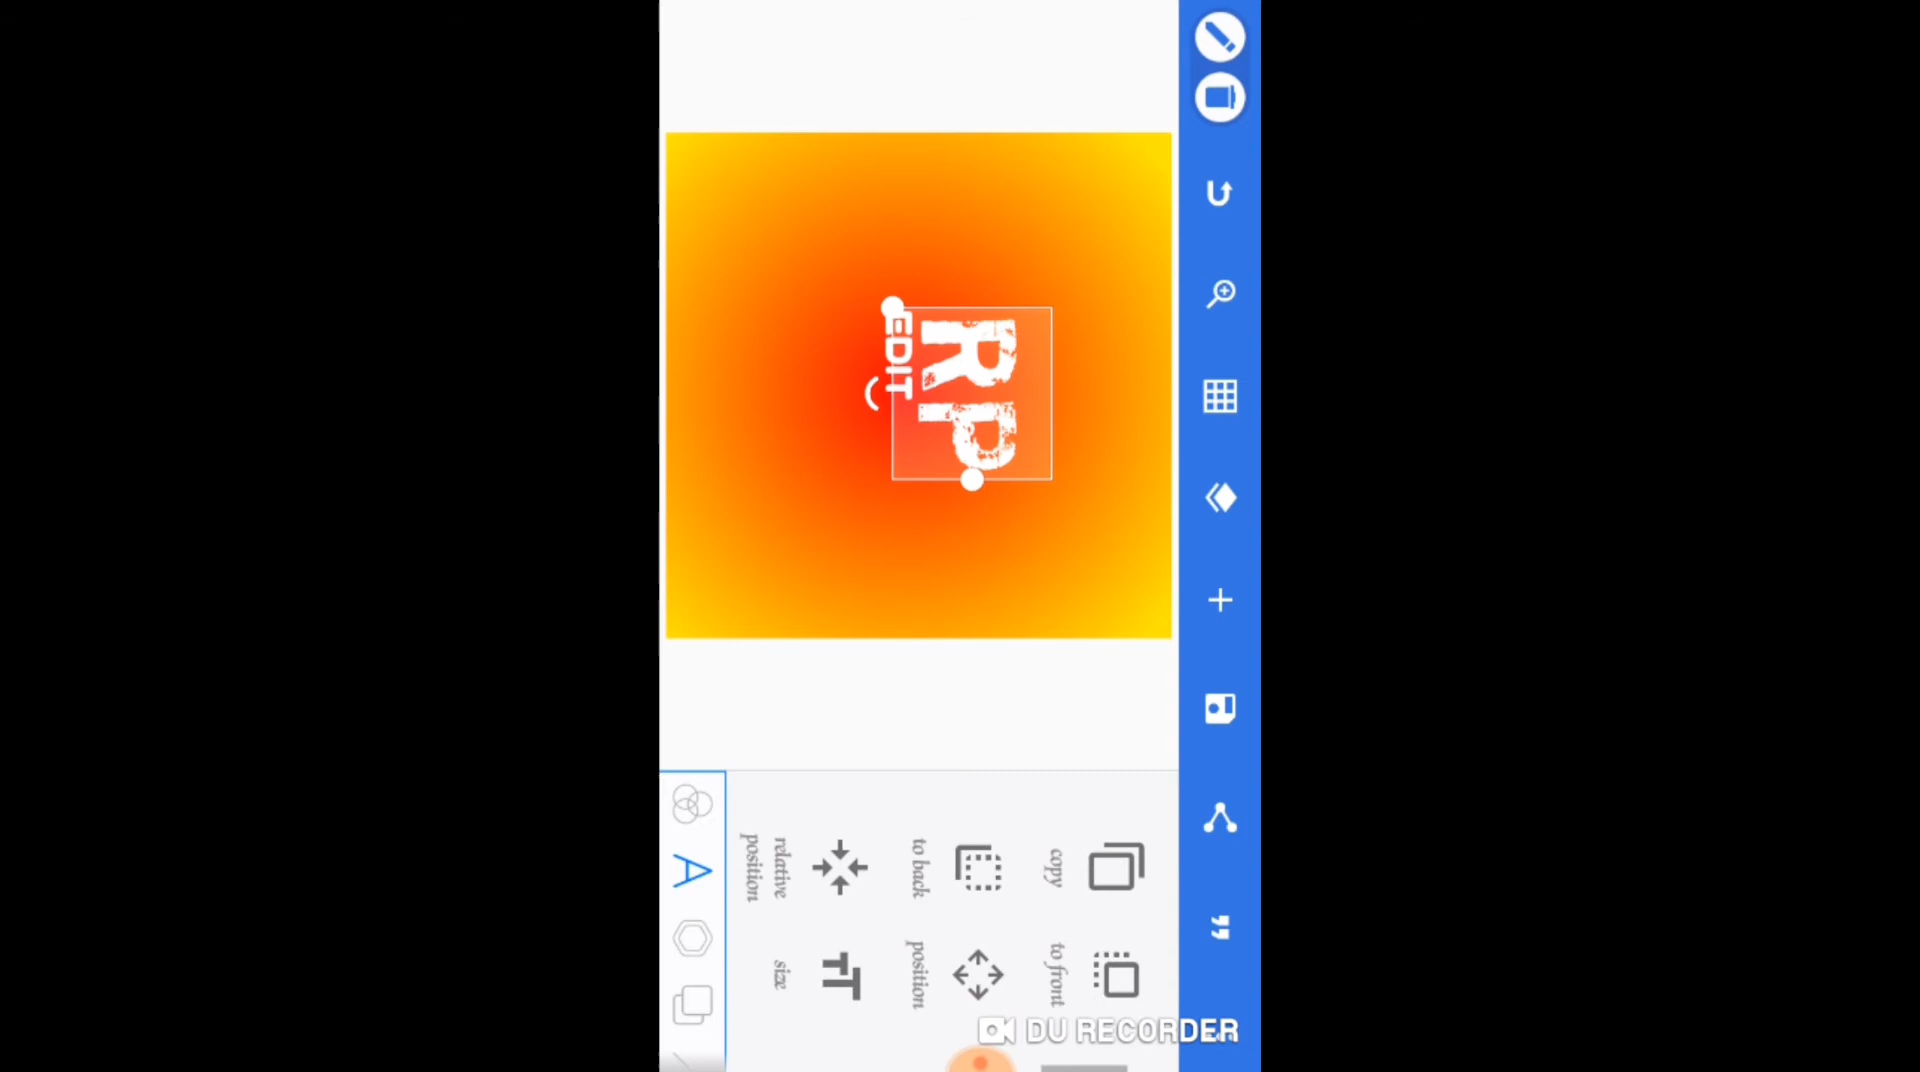 RP
EDIT
copy
to front
to back
position
relative
position
size
DU RECORDER